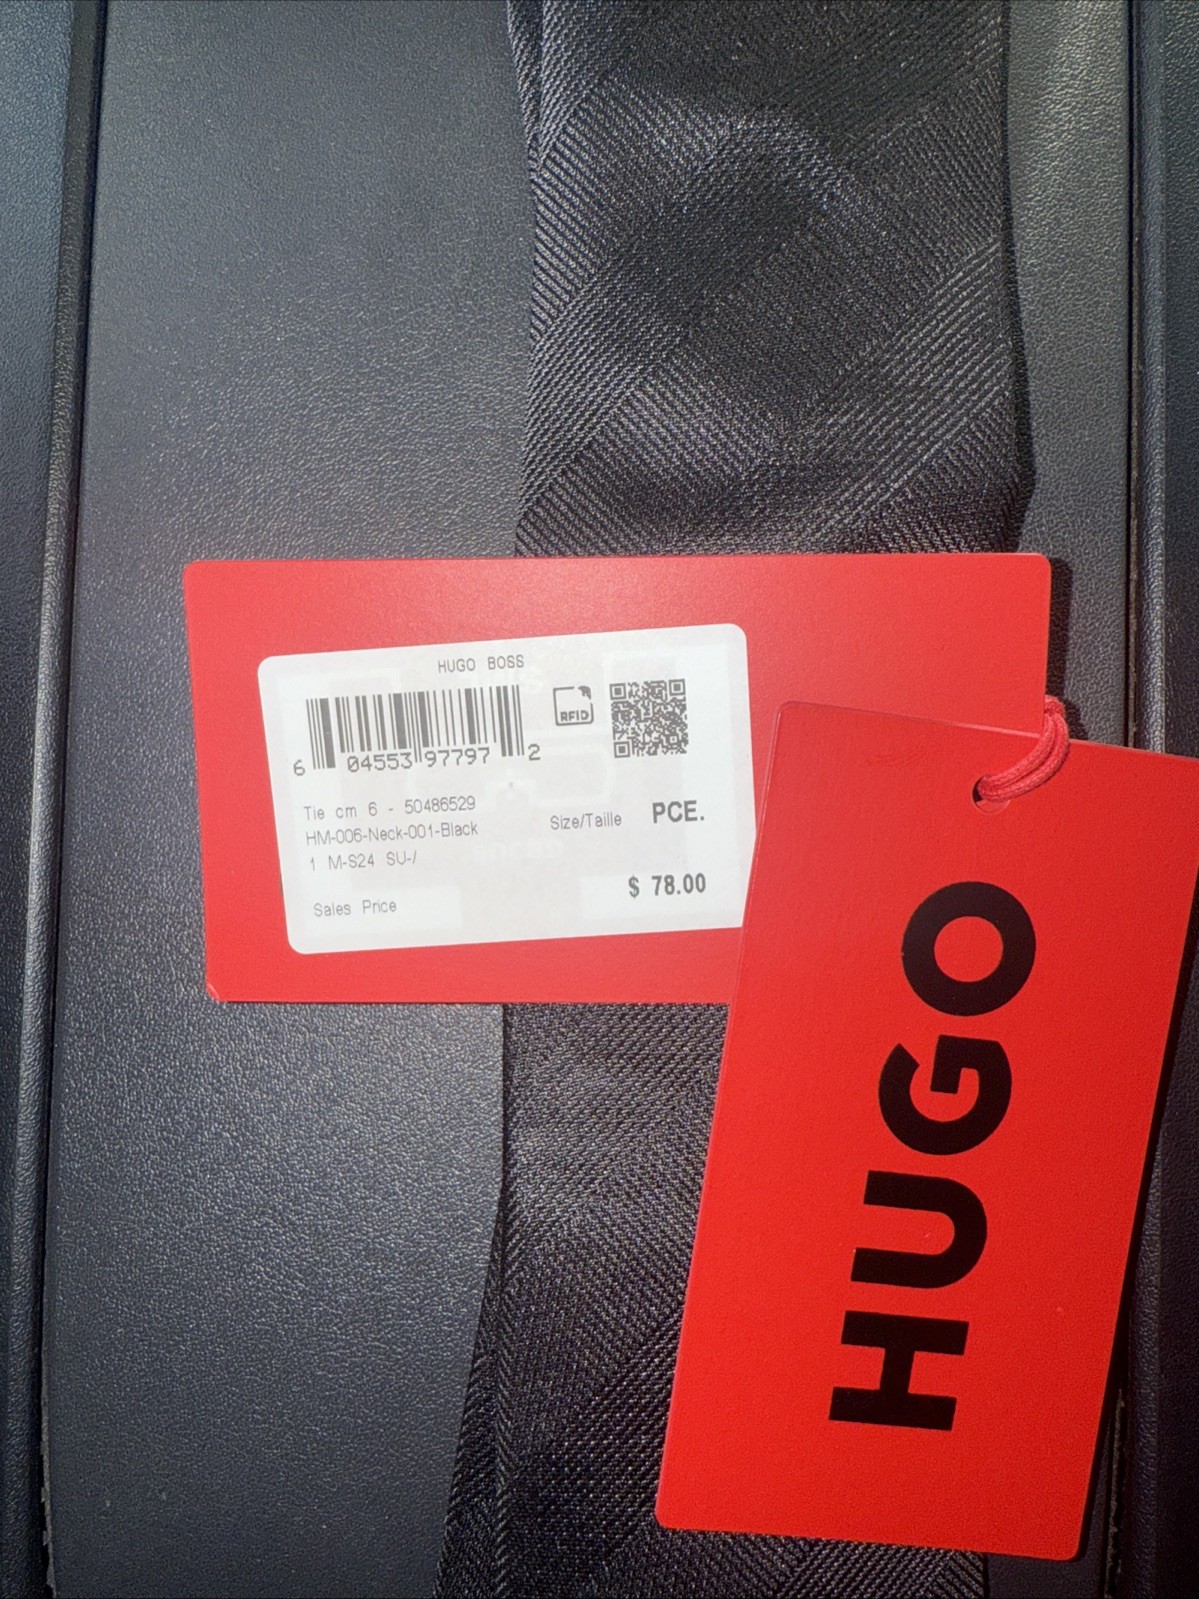 HUGO BOSS
RFID
6 04553 97797 2
Tie cm 6 - 50486529
HM-006-Neck-001-Black
Size/Taille PCE.
1 M-S24 SU-/
$ 78.00
Sales Price
HUGO